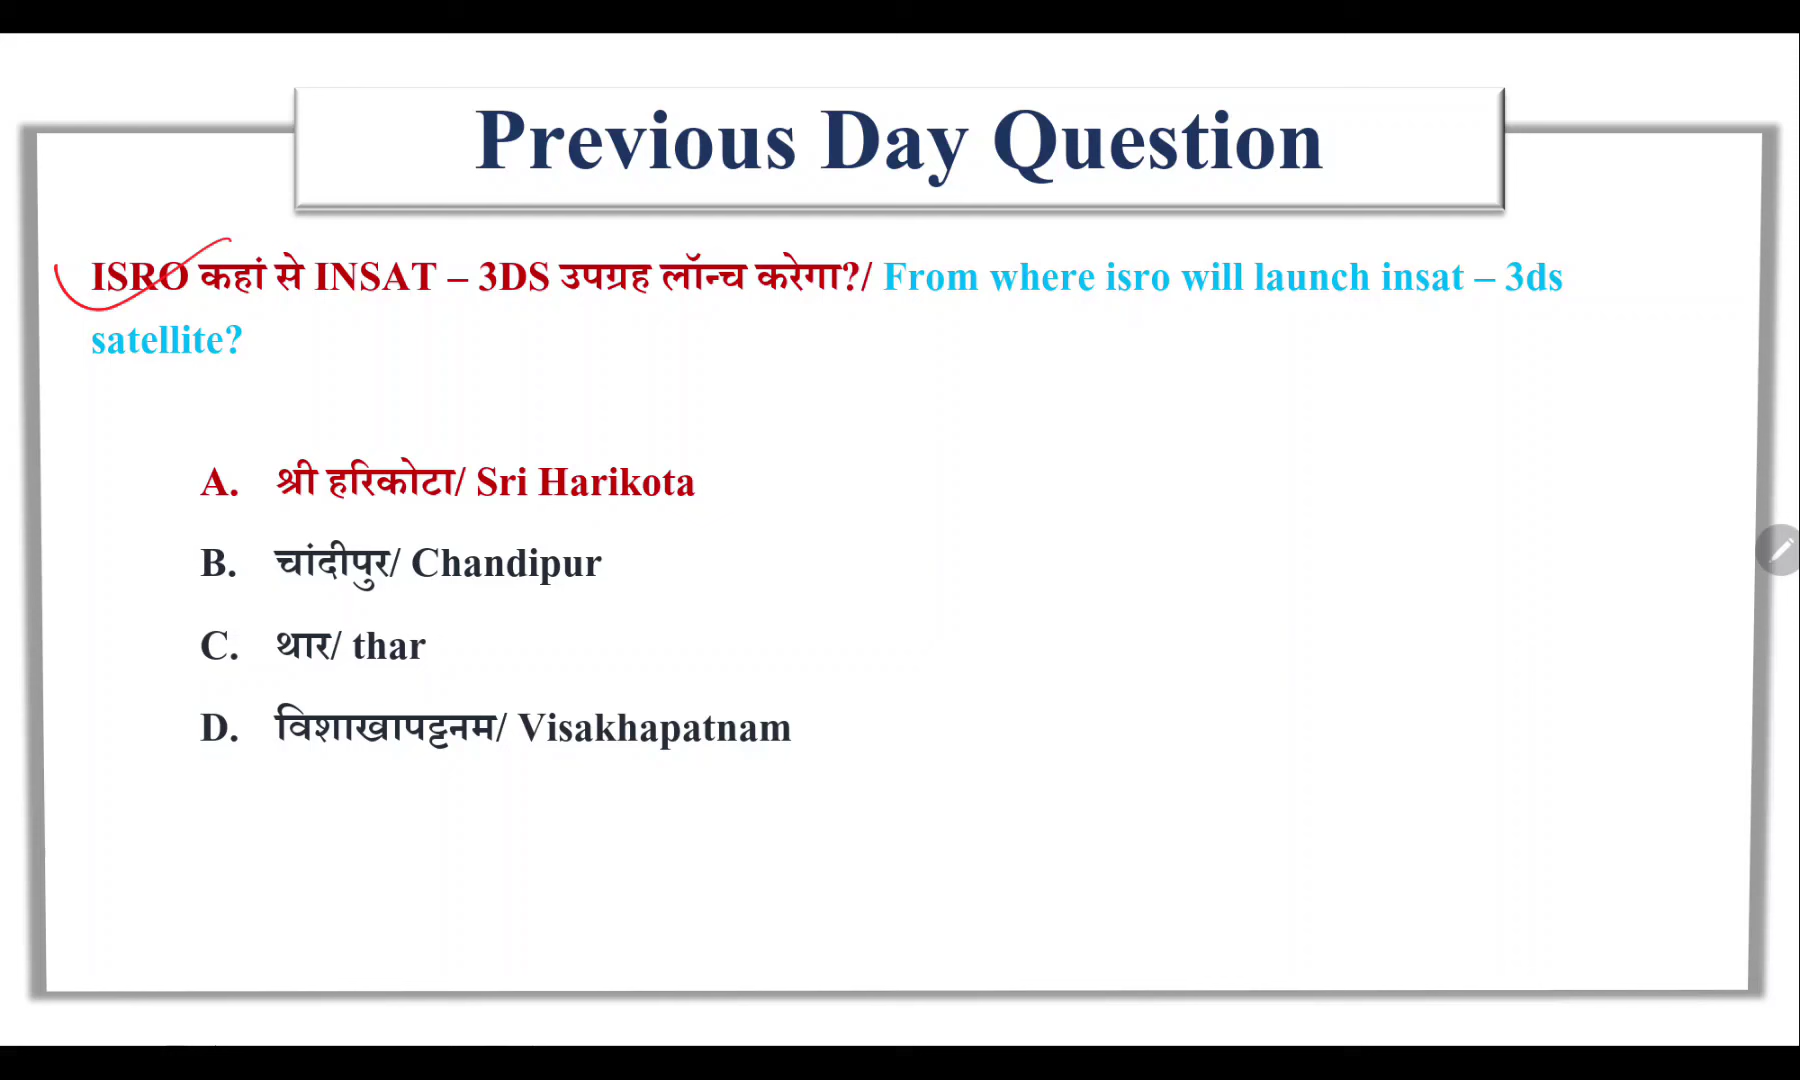 Previous Day Question
ISRO कहां से INSAT – 3DS उपग्रह लॉन्च करेगा?/ From where isro will launch insat – 3ds
satellite?
A. श्री हरिकोटा/ Sri Harikota
B. चांदीपुर/ Chandipur
C. थार/ thar
D. विशाखापट्टनम/ Visakhapatnam